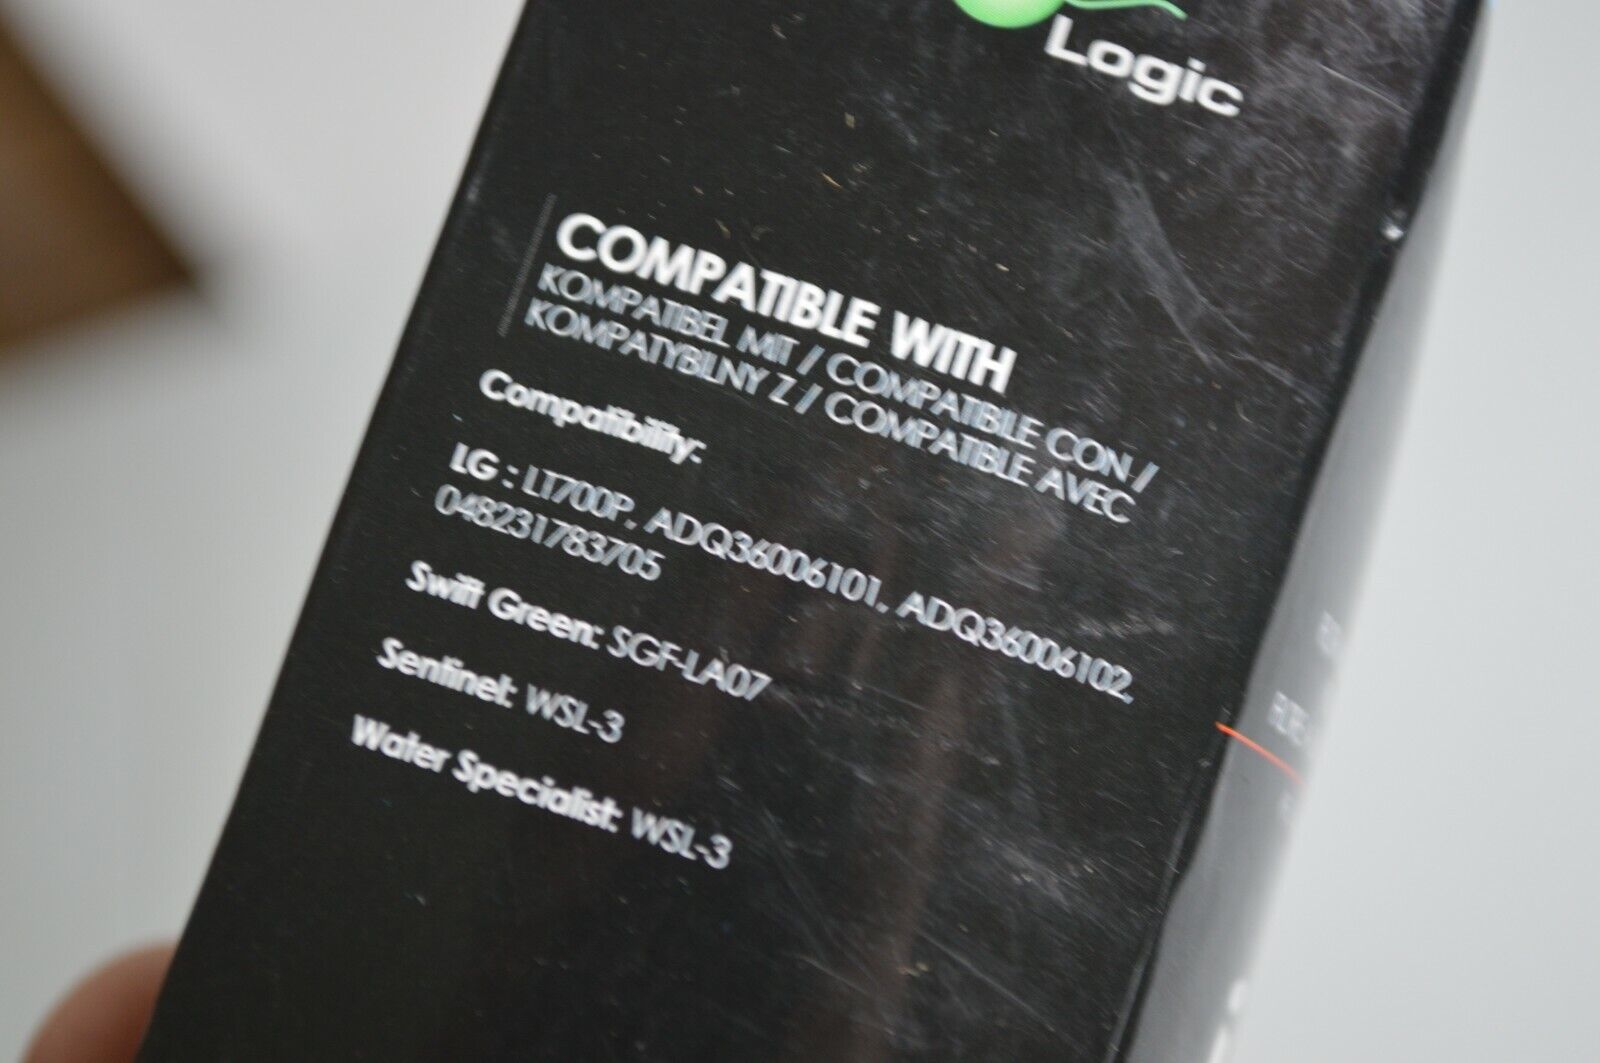 Logic
COMPATIBLE WITH
KOMPATIBEL MIT / COMPATIBLE CON /
KOMPATYBILNY Z / COMPATIBLE AVEC
Compatibility:
LG : LT700P, ADQ36006101, ADQ36006102,
048231783705
Swift Green: SGF-LA07
Sentinel: WSL-3
Water Specialist: WSL-3